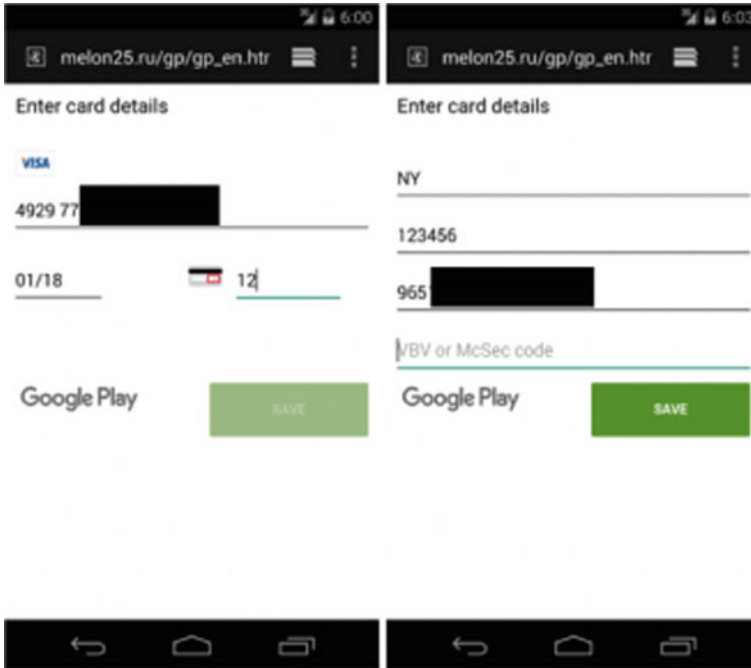 6:00
melon25.ru/gp/gp_en.htr
Enter card details
VISA
4929 77
01/18
12
Google Play
SAVE
6:03
melon25.ru/gp/gp_en.htr
Enter card details
NY
123456
965
VBV or McSec code
Google Play
SAVE